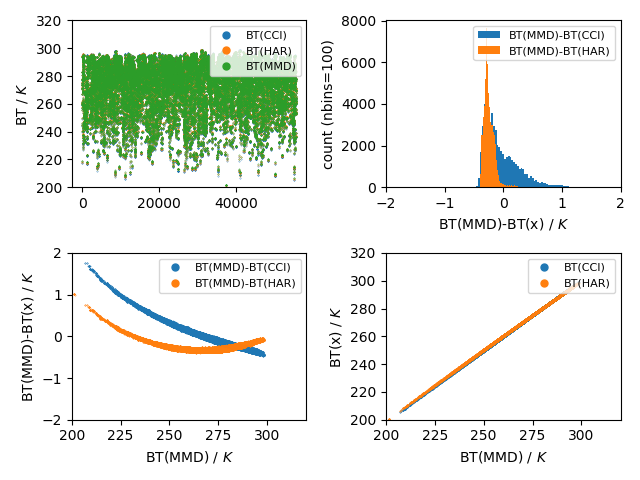 320
300
280
260
240
220
200
BT / K
BT(CCI)
BT(HAR)
BT(MMD)
0
20000
40000
8000
6000
4000
2000
0
count (nbins=100)
BT(MMD)-BT(CCI)
BT(MMD)-BT(HAR)
−2
−1
0
1
2
BT(MMD)-BT(x) / K
2
1
0
−1
−2
BT(MMD)-BT(x) / K
BT(MMD)-BT(CCI)
BT(MMD)-BT(HAR)
200
225
250
275
300
BT(MMD) / K
320
300
280
260
240
220
200
BT(x) / K
BT(CCI)
BT(HAR)
200
225
250
275
300
BT(MMD) / K